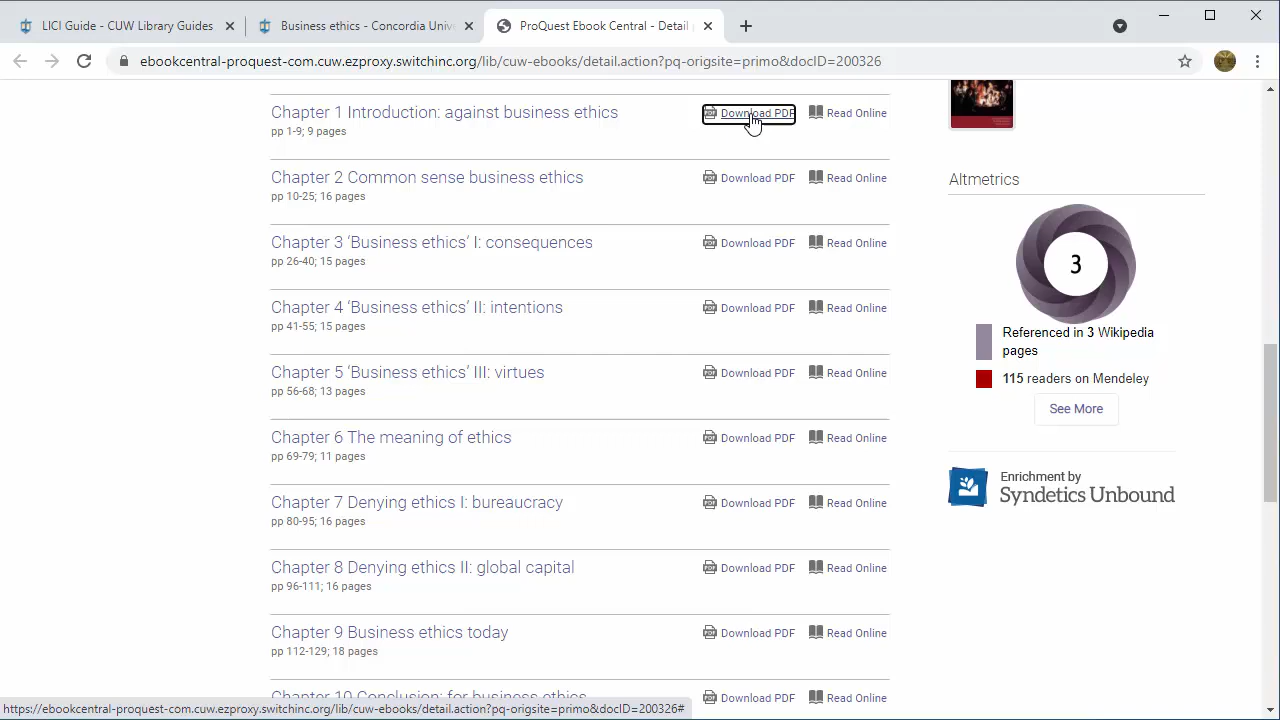 LICI Guide - CUW Library Guides
Business ethics - Concordia Unive
ProQuest Ebook Central - Detail
ebookcentral-proquest-com.cuw.ezproxy.switchinc.org/lib/cuw-ebooks/detail.action?pq-origsite=primo&docID=200326
Chapter 1 Introduction: against business ethics
Download PDF
Read Online
pp 1-9; 9 pages
Chapter 2 Common sense business ethics
Download PDF
Read Online
pp 10-25; 16 pages
Chapter 3 ‘Business ethics’ I: consequences
Download PDF
Read Online
pp 26-40; 15 pages
Chapter 4 ‘Business ethics’ II: intentions
Download PDF
Read Online
pp 41-55; 15 pages
Chapter 5 ‘Business ethics’ III: virtues
Download PDF
Read Online
pp 56-68; 13 pages
Chapter 6 The meaning of ethics
Download PDF
Read Online
pp 69-79; 11 pages
Chapter 7 Denying ethics I: bureaucracy
Download PDF
Read Online
pp 80-95; 16 pages
Chapter 8 Denying ethics II: global capital
Download PDF
Read Online
pp 96-111; 16 pages
Chapter 9 Business ethics today
Download PDF
Read Online
pp 112-129; 18 pages
Chapter 10 Conclusion: for business ethics
Download PDF
Read Online
Altmetrics
3
Referenced in 3 Wikipedia
pages
115 readers on Mendeley
See More
Enrichment by
Syndetics Unbound
https://ebookcentral-proquest-com.cuw.ezproxy.switchinc.org/lib/cuw-ebooks/detail.action?pq-origsite=primo&docID=200326#